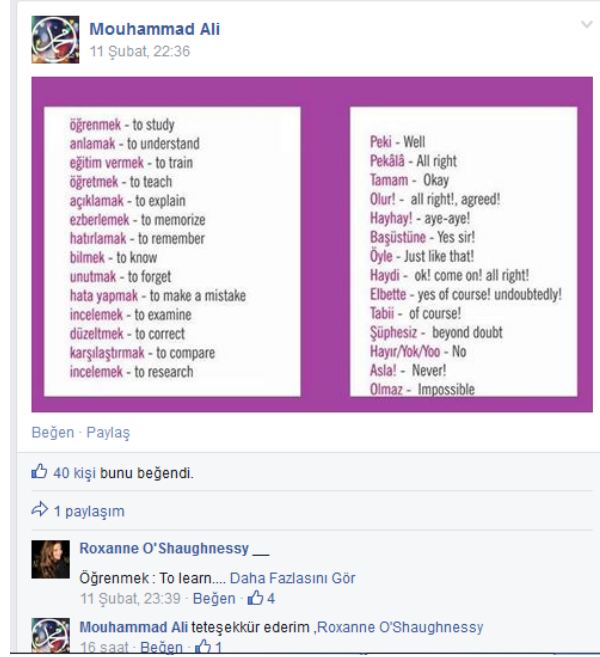 Mouhammad Ali
11 Şubat, 22:36
öğrenmek - to study
anlamak - to understand
eğitim vermek - to train
öğretmek - to teach
açıklamak - to explain
ezberlemek - to memorize
hatırlamak - to remember
bilmek - to know
unutmak - to forget
hata yapmak - to make a mistake
incelemek - to examine
düzeltmek - to correct
karşılaştırmak - to compare
incelemek - to research
Peki - Well
Pekâlâ - All right
Tamam - Okay
Olur! - all right!, agreed!
Hayhay! - aye-aye!
Başüstüne - Yes sir!
Öyle - Just like that!
Haydi - ok! come on! all right!
Elbette - yes of course! undoubtedly!
Tabii - of course!
Şüphesiz - beyond doubt
Hayır/Yok/Yoo - No
Asla! - Never!
Olmaz - Impossible
Beğen · Paylaş
40 kişi bunu beğendi.
1 paylaşım
Roxanne O'Shaughnessy __
Öğrenmek : To learn.... Daha Fazlasını Gör
11 Şubat, 23:39 · Beğen · 4
Mouhammad Ali teteşekkür ederim ,Roxanne O'Shaughnessy
16 saat · Beğen · 1